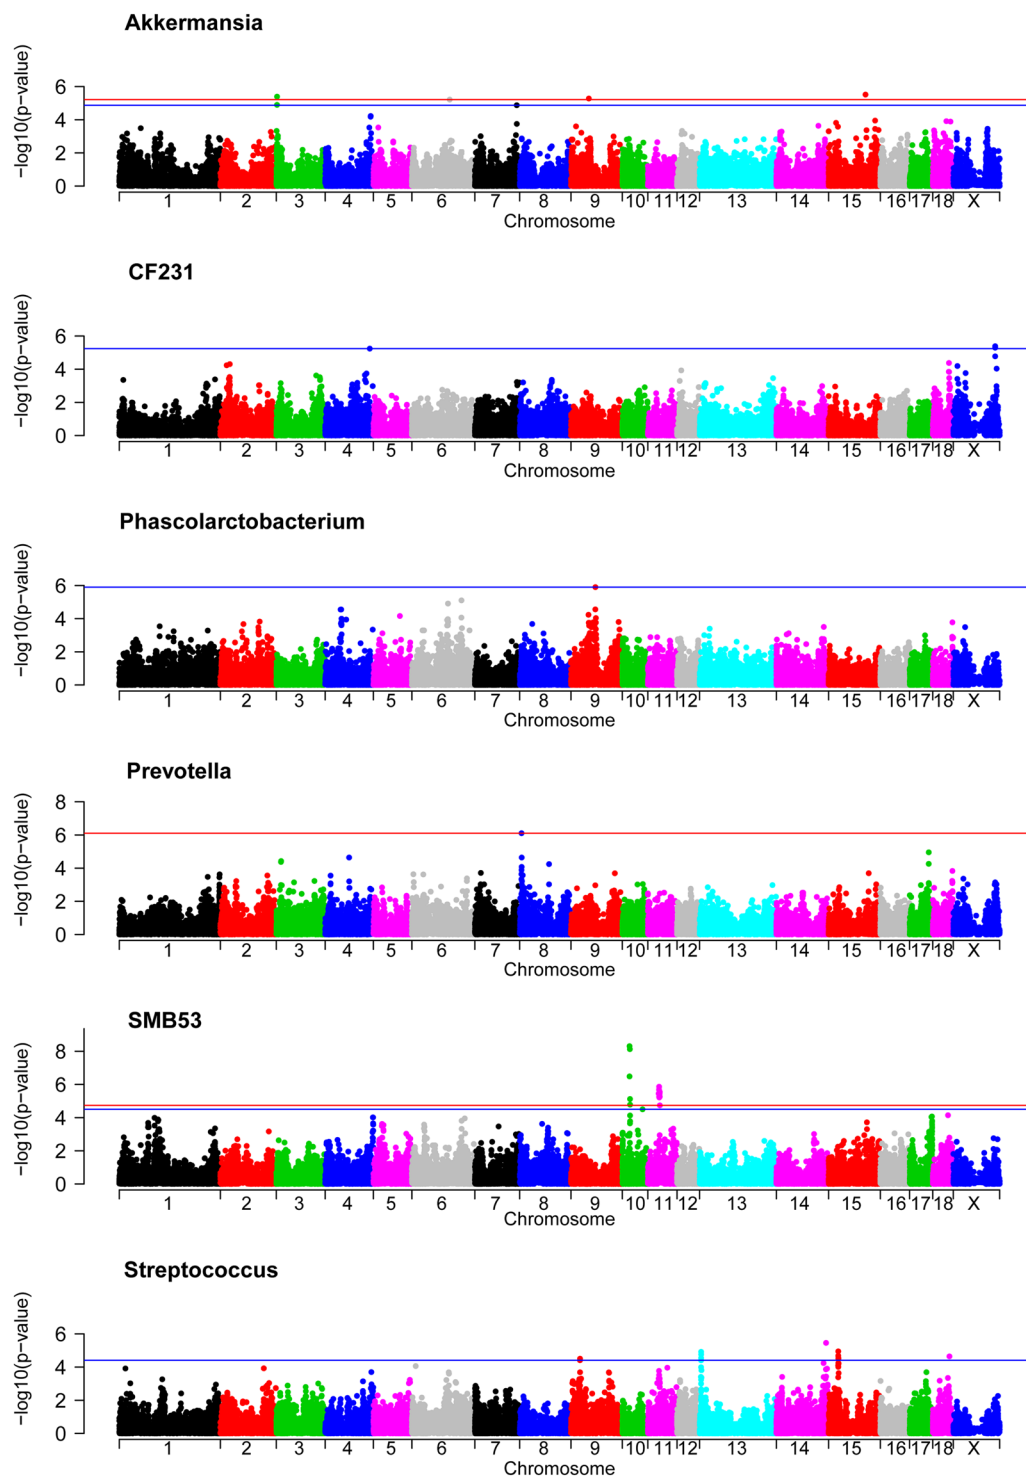 Akkermansia
−log10(p−value)
6
4
2
0
1 2 3 4 5 6 7 8 9 10 11 12 13 14 15 16 17 18 X
Chromosome
CF231
−log10(p−value)
6
4
2
0
1 2 3 4 5 6 7 8 9 10 11 12 13 14 15 16 17 18 X
Chromosome
Phascolarctobacterium
−log10(p−value)
6
4
2
0
1 2 3 4 5 6 7 8 9 10 11 12 13 14 15 16 17 18 X
Chromosome
Prevotella
−log10(p−value)
8
6
4
2
0
1 2 3 4 5 6 7 8 9 10 11 12 13 14 15 16 17 18 X
Chromosome
SMB53
−log10(p−value)
8
6
4
2
0
1 2 3 4 5 6 7 8 9 10 11 12 13 14 15 16 17 18 X
Chromosome
Streptococcus
−log10(p−value)
6
4
2
0
1 2 3 4 5 6 7 8 9 10 11 12 13 14 15 16 17 18 X
Chromosome